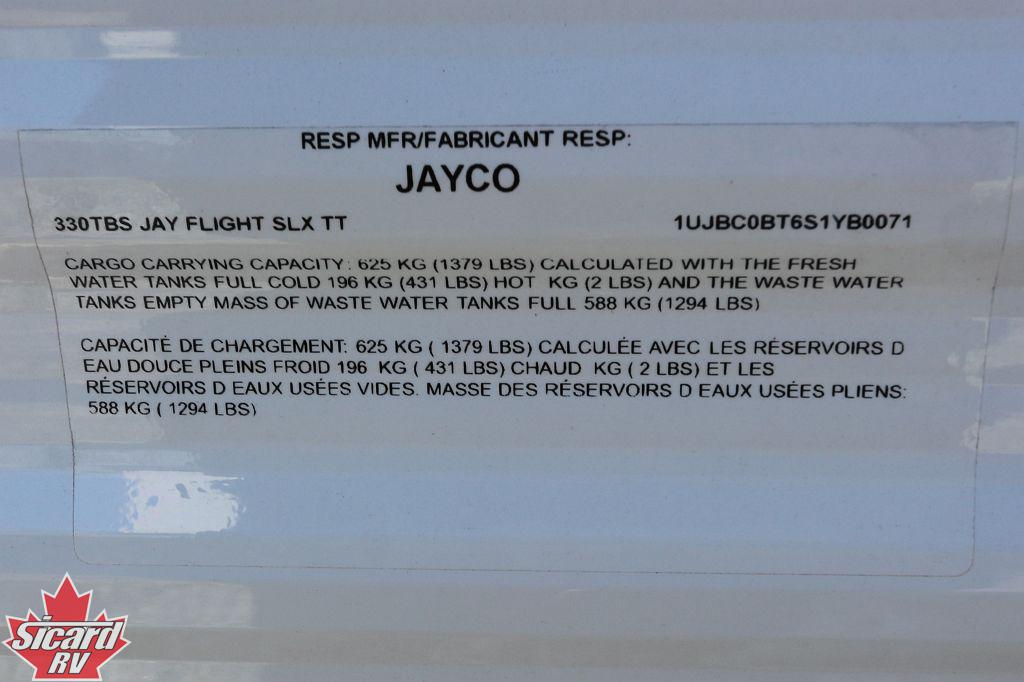 RESP MFR/FABRICANT RESP:
JAYCO
330TBS JAY FLIGHT SLX TT 1UJBC0BT6S1YB0071
CARGO CARRYING CAPACITY: 625 KG (1379 LBS) CALCULATED WITH THE FRESH
WATER TANKS FULL COLD 196 KG (431 LBS) HOT KG (2 LBS) AND THE WASTE WATER
TANKS EMPTY MASS OF WASTE WATER TANKS FULL 588 KG (1294 LBS)
CAPACITÉ DE CHARGEMENT: 625 KG ( 1379 LBS) CALCULÉE AVEC LES RÉSERVOIRS D
EAU DOUCE PLEINS FROID 196 KG ( 431 LBS) CHAUD KG ( 2 LBS) ET LES
RÉSERVOIRS D EAUX USÉES VIDES. MASSE DES RÉSERVOIRS D EAUX USÉES PLIENS:
588 KG ( 1294 LBS)
Sicard
RV